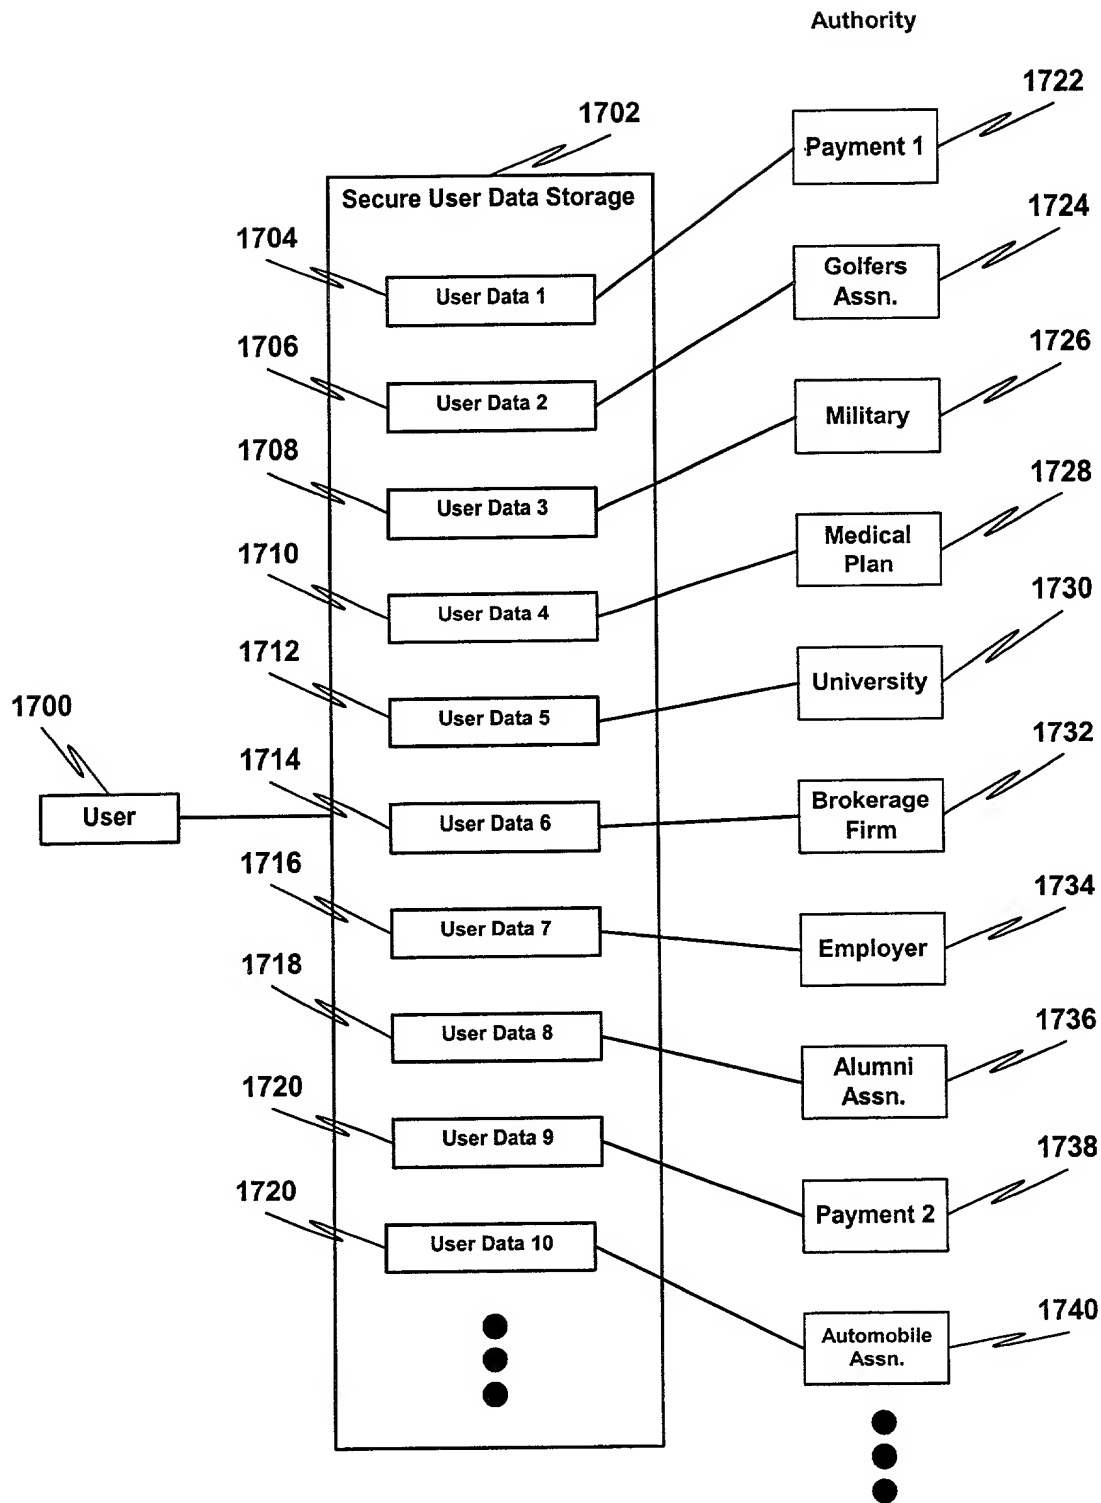 Authority
1702
1722
Payment 1
Secure User Data Storage
1704
1724
User Data 1
Golfers
Assn.
1706
1726
User Data 2
Military
1708
1728
User Data 3
Medical
Plan
1710
1730
User Data 4
1712
University
1700
User Data 5
1732
1714
User
User Data 6
Brokerage
Firm
1716
1734
User Data 7
Employer
1718
1736
User Data 8
Alumni
Assn.
1720
1738
User Data 9
1720
Payment 2
User Data 10
1740
Automobile
Assn.